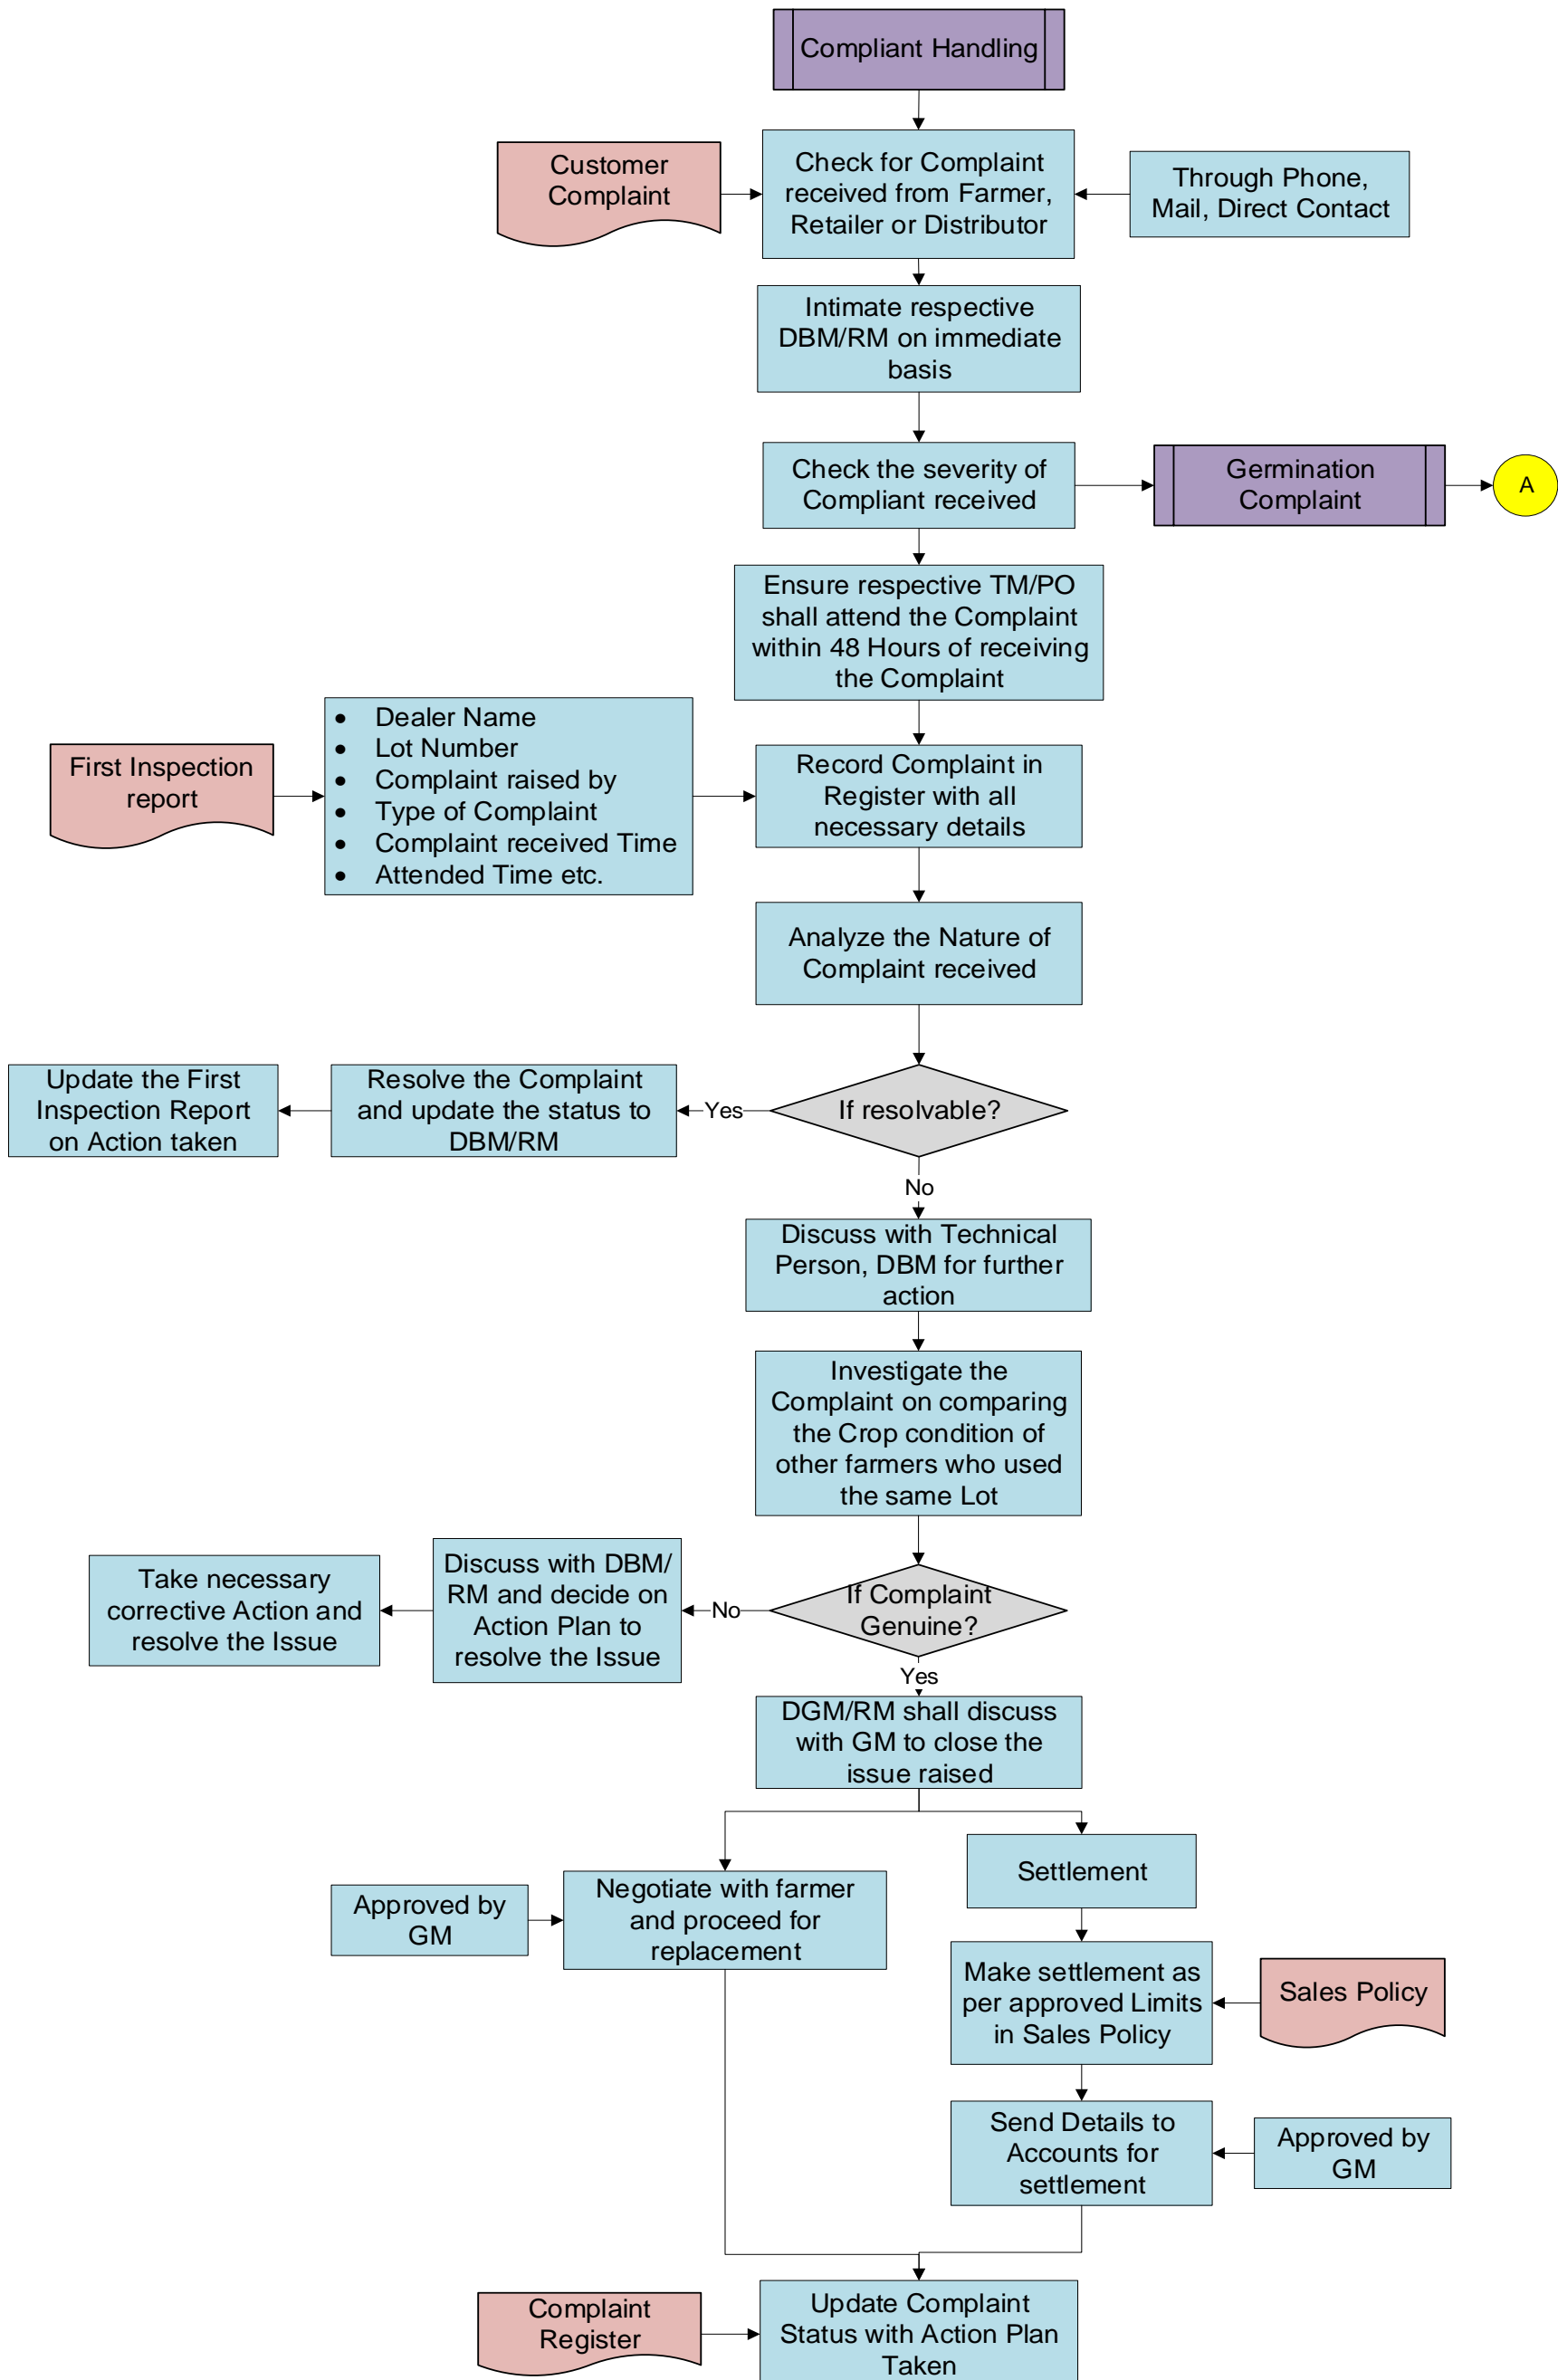 Compliant Handling
Customer
Complaint
Check for Complaint
received from Farmer,
Retailer or Distributor
Through Phone,
Mail, Direct Contact
Intimate respective
DBM/RM on immediate
basis
Check the severity of
Compliant received
Germination
Complaint
A
Ensure respective TM/PO
shall attend the Complaint
within 48 Hours of receiving
the Complaint
First Inspection
report
• Dealer Name
• Lot Number
• Complaint raised by
• Type of Complaint
• Complaint received Time
• Attended Time etc.
Record Complaint in
Register with all
necessary details
Analyze the Nature of
Complaint received
Update the First
Inspection Report
on Action taken
Resolve the Complaint
and update the status to
DBM/RM
Yes
If resolvable?
No
Discuss with Technical
Person, DBM for further
action
Investigate the
Complaint on comparing
the Crop condition of
other farmers who used
the same Lot
Take necessary
corrective Action and
resolve the Issue
Discuss with DBM/
RM and decide on
Action Plan to
resolve the Issue
No
If Complaint
Genuine?
Yes
DGM/RM shall discuss
with GM to close the
issue raised
Approved by
GM
Negotiate with farmer
and proceed for
replacement
Settlement
Make settlement as
per approved Limits
in Sales Policy
Sales Policy
Send Details to
Accounts for
settlement
Approved by
GM
Complaint
Register
Update Complaint
Status with Action Plan
Taken